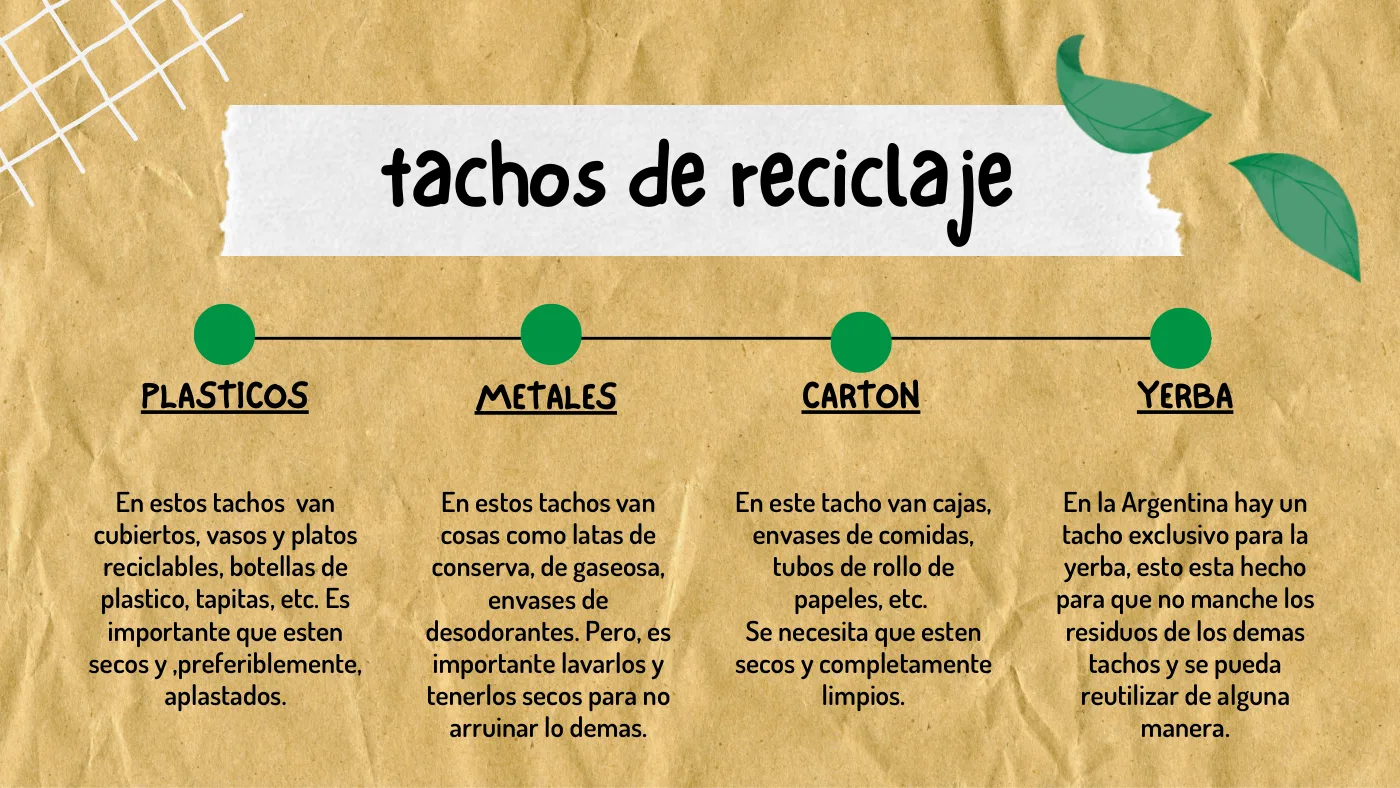 tachos de reciclaje
PLASTICOS
En estos tachos van
cubiertos, vasos y platos
reciclables, botellas de
plastico, tapitas, etc. Es
importante que esten
secos y ,preferiblemente,
aplastados.
METALES
En estos tachos van
cosas como latas de
conserva, de gaseosa,
envases de
desodorantes. Pero, es
importante lavarlos y
tenerlos secos para no
arruinar lo demas.
CARTON
En este tacho van cajas,
envases de comidas,
tubos de rollo de
papeles, etc.
Se necesita que esten
secos y completamente
limpios.
YERBA
En la Argentina hay un
tacho exclusivo para la
yerba, esto esta hecho
para que no manche los
residuos de los demas
tachos y se pueda
reutilizar de alguna
manera.